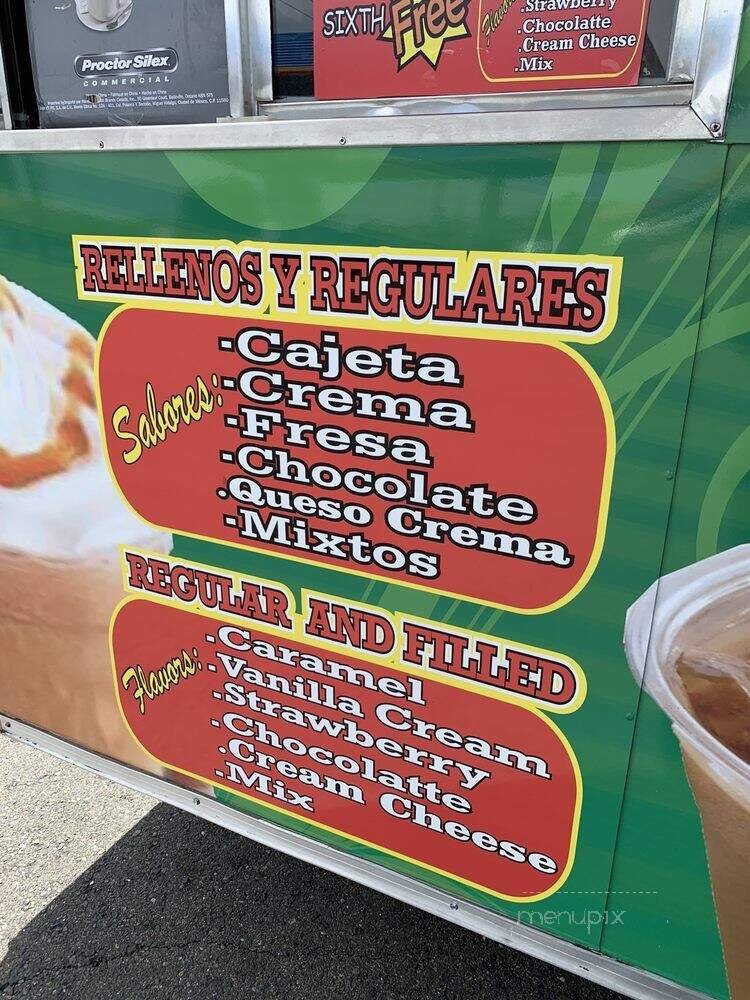 Proctor Silex
COMMERCIAL
SIXTH Free
.Strawberry
.Chocolatte
.Cream Cheese
.Mix
RELLENOS Y REGULARES
Sabores:
-Cajeta
-Crema
-Fresa
-Chocolate
.Queso Crema
-Mixtos
REGULAR AND FILLED
Flavors:
.Caramel
.Vanilla Cream
.Strawberry
.Chocolatte
.Cream Cheese
.Mix
menupix